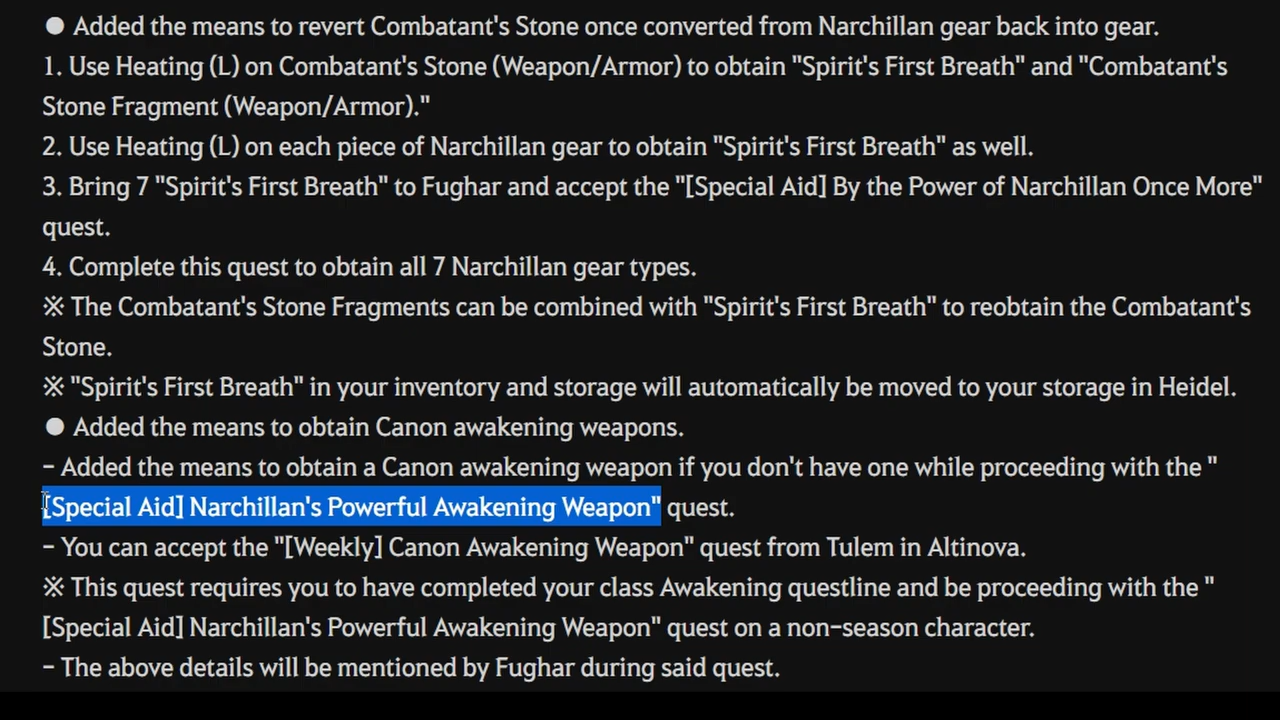 ● Added the means to revert Combatant's Stone once converted from Narchillan gear back into gear.
1. Use Heating (L) on Combatant's Stone (Weapon/Armor) to obtain "Spirit's First Breath" and "Combatant's
Stone Fragment (Weapon/Armor)."
2. Use Heating (L) on each piece of Narchillan gear to obtain "Spirit's First Breath" as well.
3. Bring 7 "Spirit's First Breath" to Fughar and accept the "[Special Aid] By the Power of Narchillan Once More"
quest.
4. Complete this quest to obtain all 7 Narchillan gear types.
※ The Combatant's Stone Fragments can be combined with "Spirit's First Breath" to reobtain the Combatant's
Stone.
※ "Spirit's First Breath" in your inventory and storage will automatically be moved to your storage in Heidel.
● Added the means to obtain Canon awakening weapons.
- Added the means to obtain a Canon awakening weapon if you don't have one while proceeding with the "
[Special Aid] Narchillan's Powerful Awakening Weapon" quest.
- You can accept the "[Weekly] Canon Awakening Weapon" quest from Tulem in Altinova.
※ This quest requires you to have completed your class Awakening questline and be proceeding with the "
[Special Aid] Narchillan's Powerful Awakening Weapon" quest on a non-season character.
- The above details will be mentioned by Fughar during said quest.